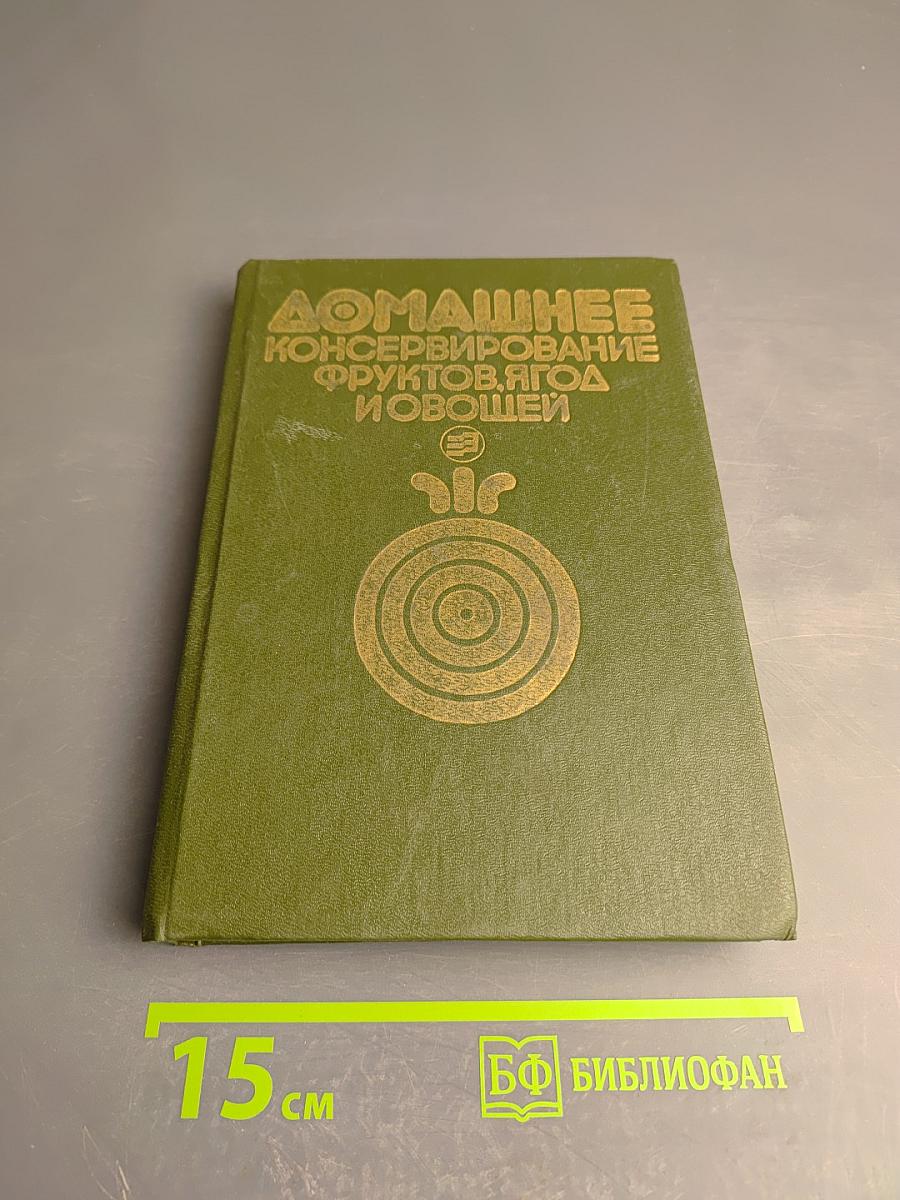 ДОМАШНЕЕ
КОНСЕРВИРОВАНИЕ
ФРУКТОВ, ЯГОД
И ОВОЩЕЙ
15 см
БФ БИБЛИОФАН